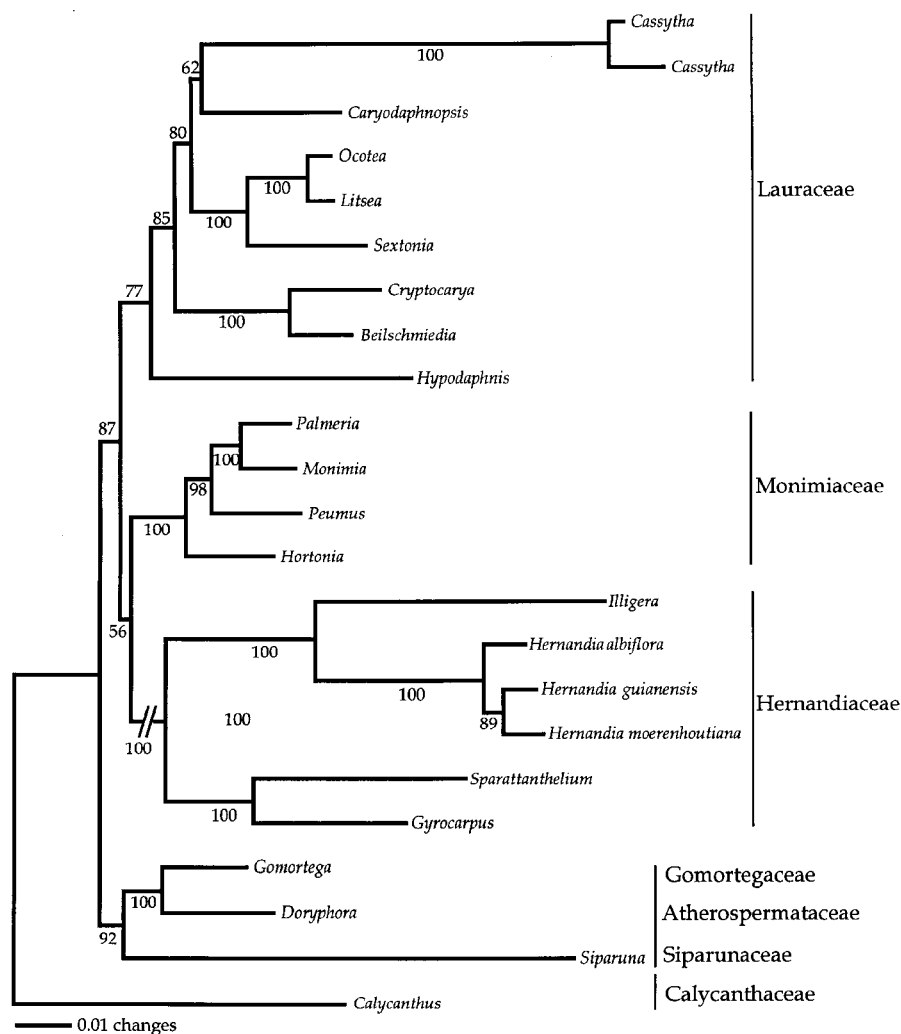 Cassytha
100
Cassytha
62
Caryodaphnopsis
80
Ocotea
100
Litsea
Lauraceae
85
100
Sextonia
77
Cryptocarya
100
Beilschmiedia
Hypodaphnis
87
Palmeria
100
Monimia
98
Monimiaceae
Peumus
100
Hortonia
56
Illigera
100
Hernandia albiflora
100
Hernandia guianensis
Hernandiaceae
100
89
Hernandia moerenhoutiana
100
Sparattanthelium
100
Gyrocarpus
Gomortega
Gomortegaceae
100
Doryphora
Atherospermataceae
92
Siparuna
Siparunaceae
Calycanthus
Calycanthaceae
0.01 changes